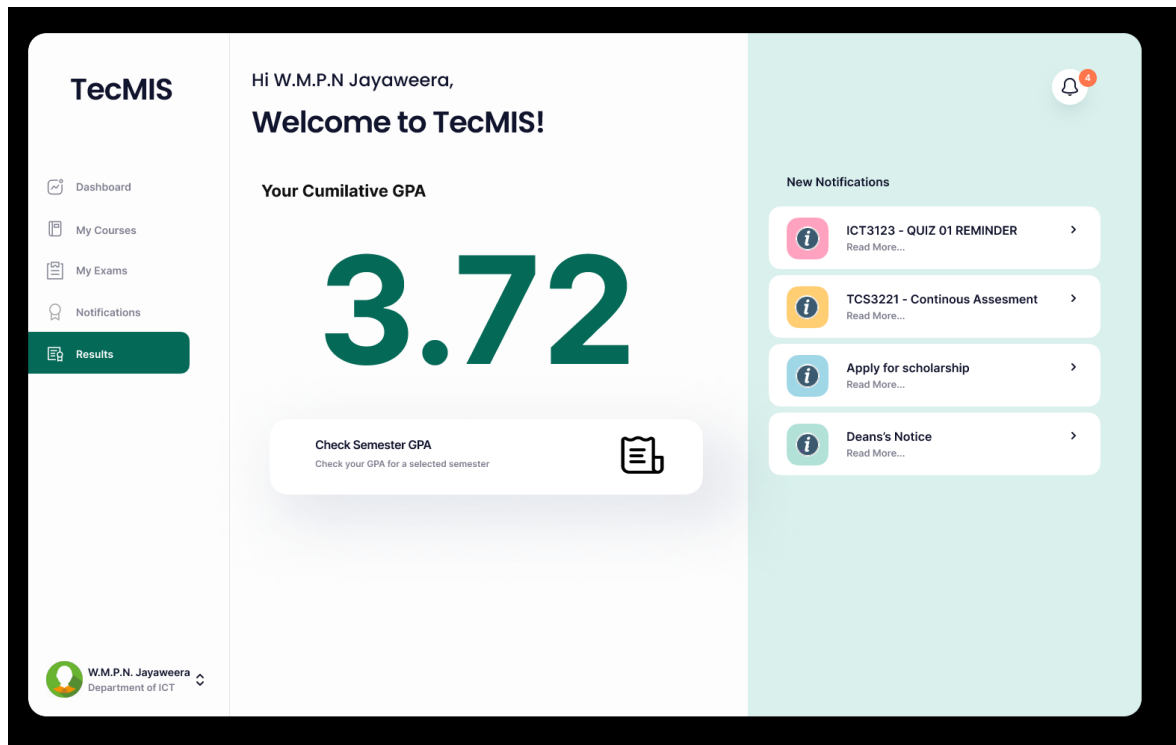 TecMIS
Dashboard
My Courses
My Exams
Notifications
Results
W.M.P.N. Jayaweera
Department of ICT
Hi W.M.P.N Jayaweera,
Welcome to TecMIS!
Your Cumilative GPA
3.72
Check Semester GPA
Check your GPA for a selected semester
4
New Notifications
ICT3123 - QUIZ 01 REMINDER
Read More...
TCS3221 - Continous Assesment
Read More...
Apply for scholarship
Read More...
Deans’s Notice
Read More...